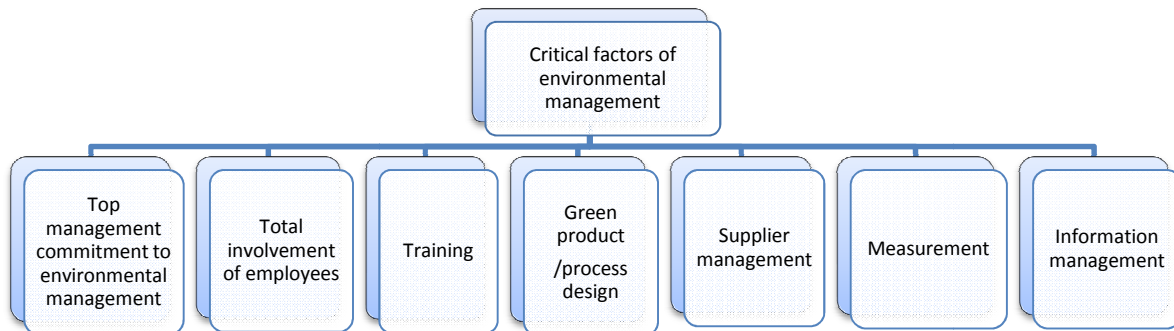 Critical factors of
environmental
management
Top
management
commitment to
environmental
management
Total
involvement
of employees
Training
Green
product
/process
design
Supplier
management
Measurement
Information
management